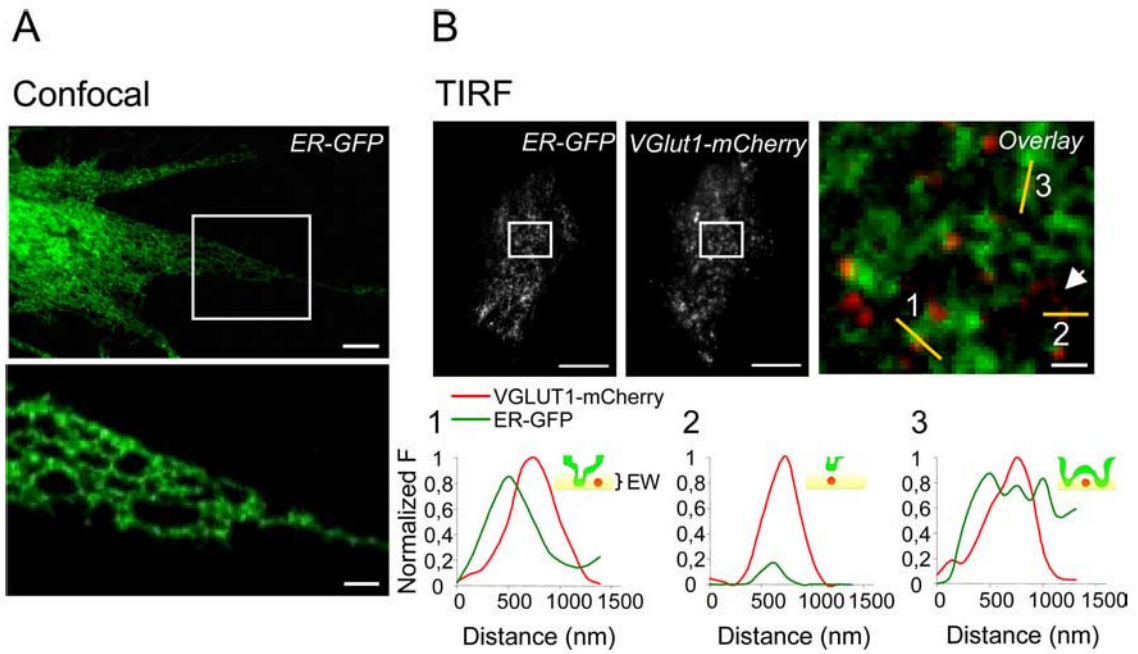 A
B
Confocal
TIRF
ER-GFP
ER-GFP
VGlut1-mCherry
Overlay
3
1
2
VGLUT1-mCherry
ER-GFP
1
2
3
Normalized F
1
0,8
0,6
0,4
0,2
0
EW
0 500 1000 1500
Distance (nm)
1
0,8
0,6
0,4
0,2
0
0 500 1000 1500
Distance (nm)
1
0,8
0,6
0,4
0,2
0
0 500 1000 1500
Distance (nm)